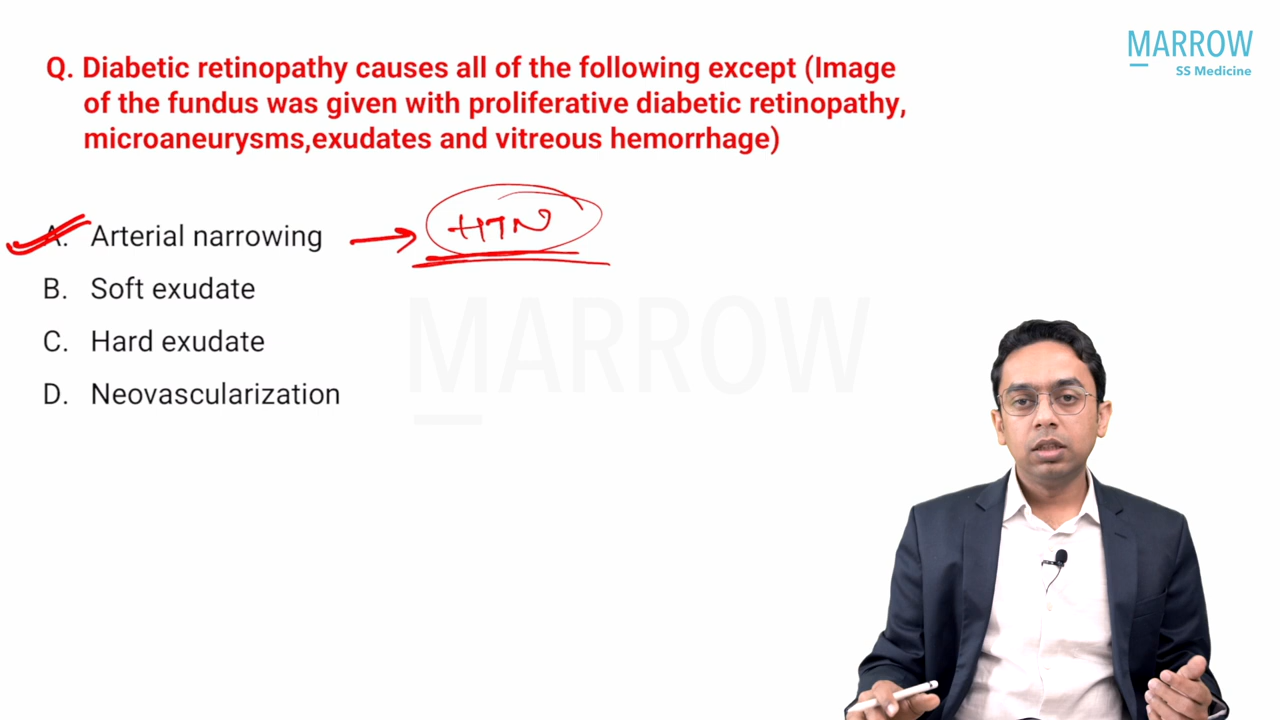 MARROW
SS Medicine
Q. Diabetic retinopathy causes all of the following except (Image
of the fundus was given with proliferative diabetic retinopathy,
microaneurysms,exudates and vitreous hemorrhage)
A. Arterial narrowing
HTN
B. Soft exudate
C. Hard exudate
D. Neovascularization
MARROW